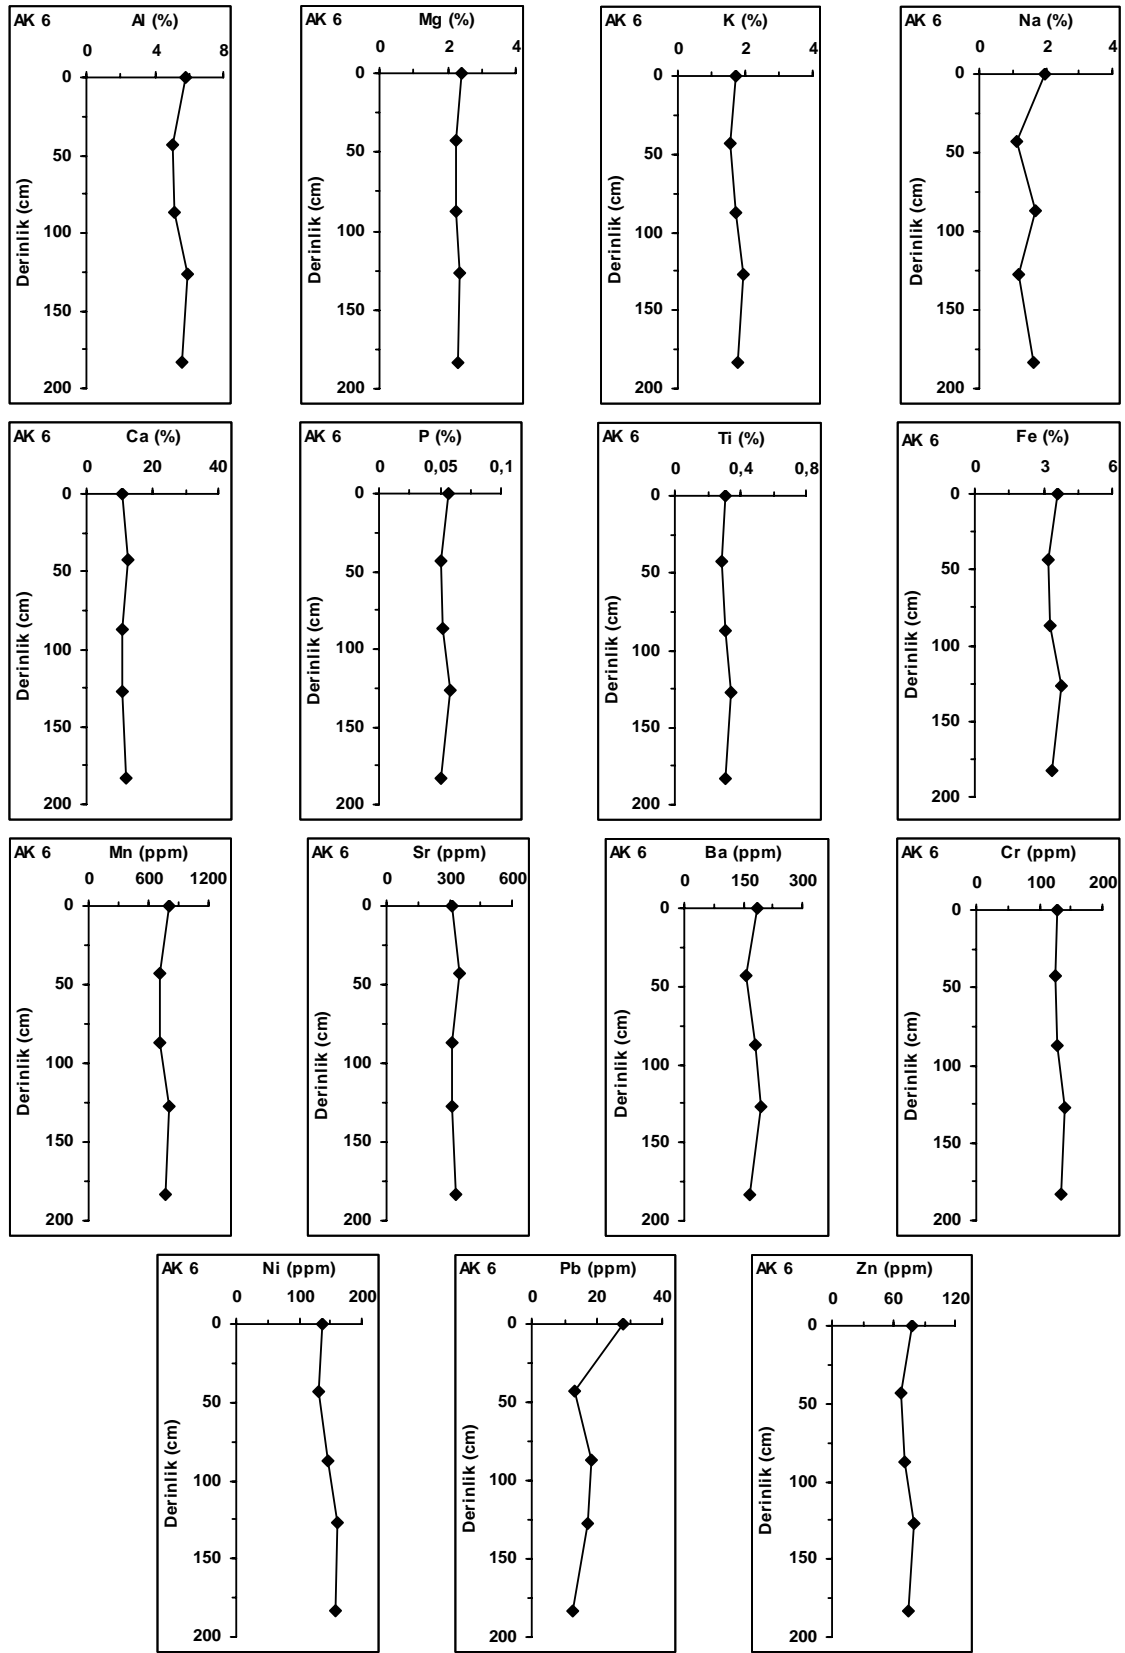 AK 6 Al (%)
0 4 8
0
50
100
150
200
Derinlik (cm)
AK 6 Mg (%)
0 2 4
0
50
100
150
200
Derinlik (cm)
AK 6 K (%)
0 2 4
0
50
100
150
200
Derinlik (cm)
AK 6 Na (%)
0 2 4
0
50
100
150
200
Derinlik (cm)
AK 6 Ca (%)
0 20 40
0
50
100
150
200
Derinlik (cm)
AK 6 P (%)
0 0,05 0,1
0
50
100
150
200
Derinlik (cm)
AK 6 Ti (%)
0 0,4 0,8
0
50
100
150
200
Derinlik (cm)
AK 6 Fe (%)
0 3 6
0
50
100
150
200
Derinlik (cm)
AK 6 Mn (ppm)
0 600 1200
0
50
100
150
200
Derinlik (cm)
AK 6 Sr (ppm)
0 300 600
0
50
100
150
200
Derinlik (cm)
AK 6 Ba (ppm)
0 150 300
0
50
100
150
200
Derinlik (cm)
AK 6 Cr (ppm)
0 100 200
0
50
100
150
200
Derinlik (cm)
AK 6 Ni (ppm)
0 100 200
0
50
100
150
200
Derinlik (cm)
AK 6 Pb (ppm)
0 20 40
0
50
100
150
200
Derinlik (cm)
AK 6 Zn (ppm)
0 60 120
0
50
100
150
200
Derinlik (cm)